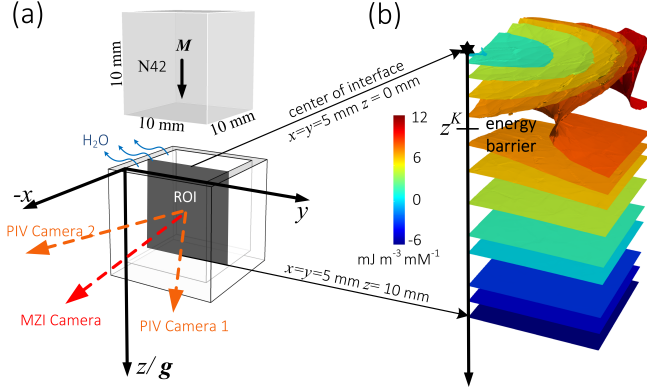 (a)
10 mm
N42
M
10 mm
10 mm
H₂O
ROI
-x
y
PIV Camera 2
MZI Camera
PIV Camera 1
z/ g
center of interface
x=y=5 mm z = 0 mm
x=y=5 mm z= 10 mm
(b)
12
6
0
-6
mJ m⁻³ mM⁻¹
z^K
energy
barrier